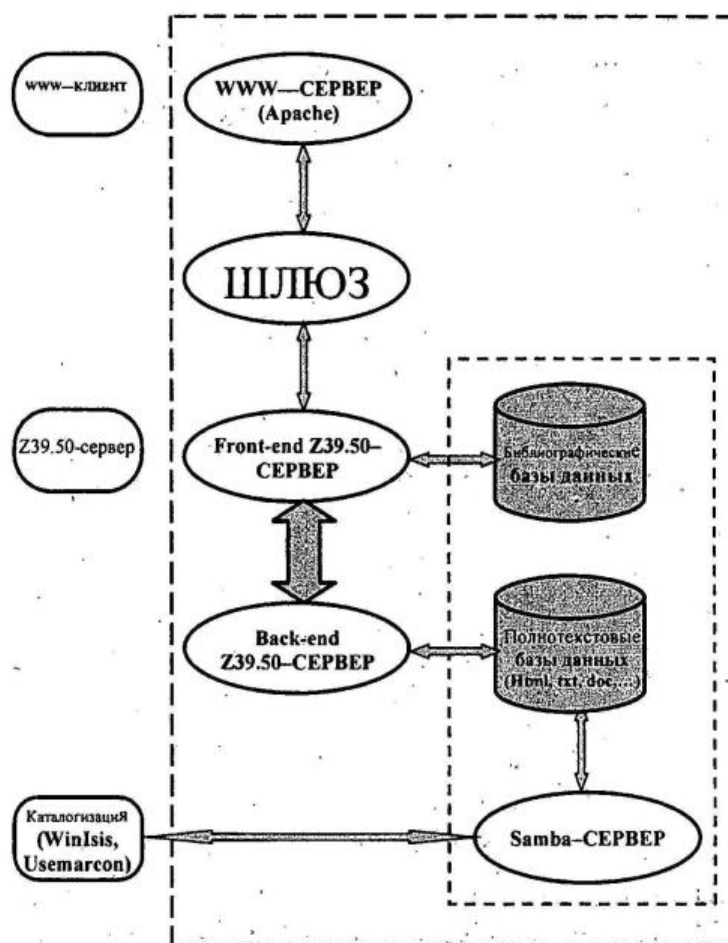 WWW—КЛИЕНТ
WWW—СЕРВЕР
(Apache)
ШЛЮЗ
Z39.50-сервер
Front-end Z39.50–
СЕРВЕР
Библиографические
базы данных
Back-end
Z39.50–СЕРВЕР
Полнотекстовые
базы данных
(Html, txt, doc,...)
Каталогизация
(WinIsis,
Usemarcon)
Samba–СЕРВЕР